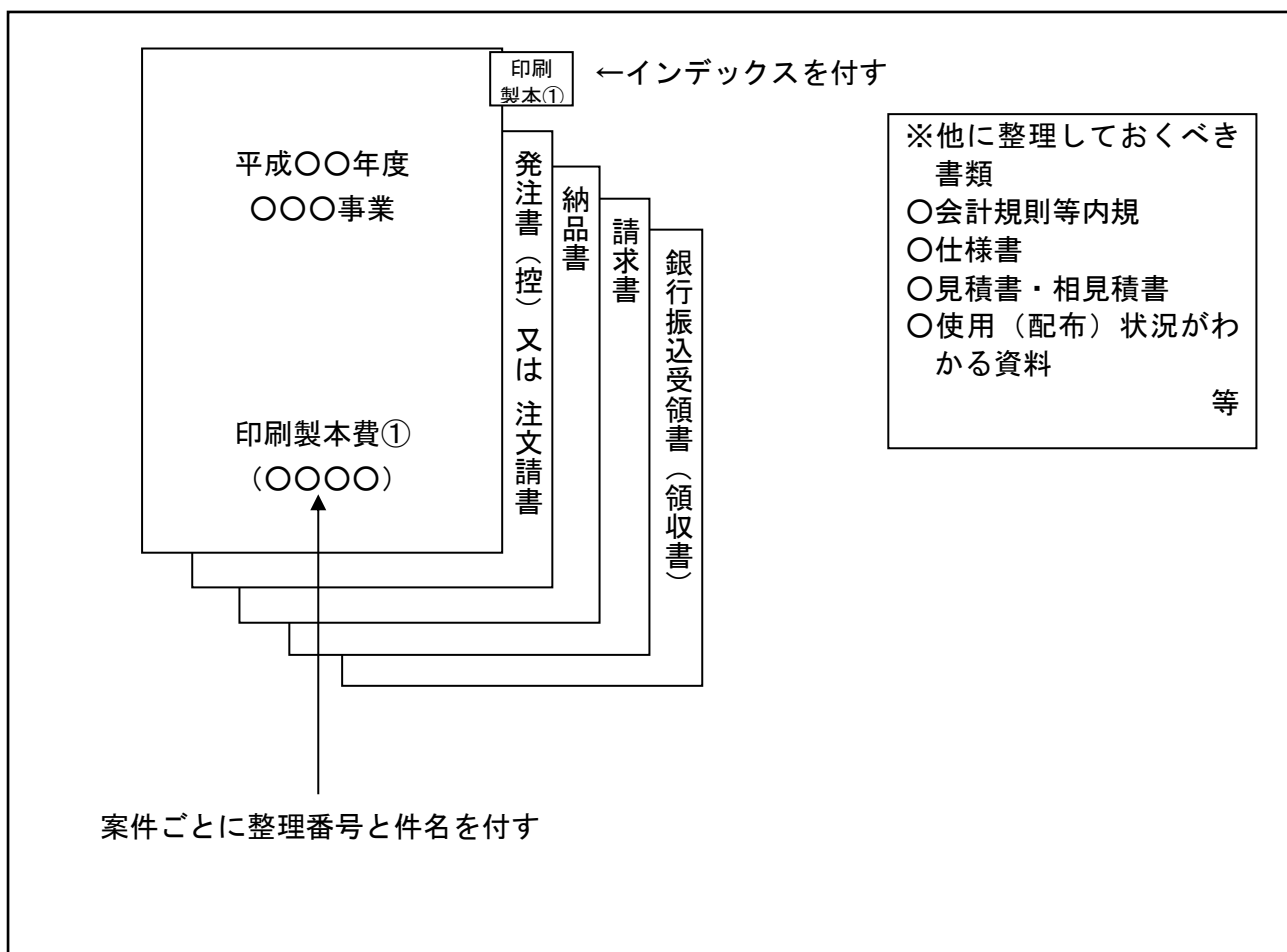 印刷
製本①
←インデックスを付す
平成〇〇年度
〇〇〇事業
印刷製本費①
（〇〇〇〇）
発注書（控）又は 注文請書
納品書
請求書
銀行振込受領書（領収書）
※他に整理しておくべき
書類
〇会計規則等内規
〇仕様書
〇見積書・相見積書
〇使用（配布）状況がわ
かる資料
等
案件ごとに整理番号と件名を付す